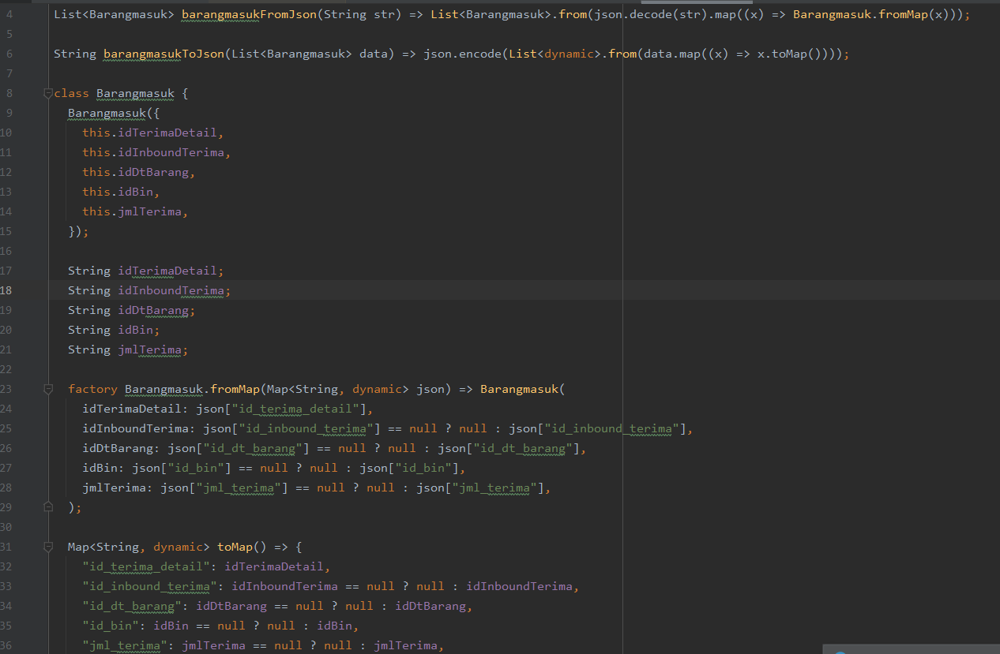 4 List<Barangmasuk> barangmasukFromJson(String str) => List<Barangmasuk>.from(json.decode(str).map((x) => Barangmasuk.fromMap(x)));
5
6 String barangmasukToJson(List<Barangmasuk> data) => json.encode(List<dynamic>.from(data.map((x) => x.toMap())));
7
8 class Barangmasuk {
9 Barangmasuk({
10 this.idTerimaDetail,
11 this.idInboundTerima,
12 this.idDtBarang,
13 this.idBin,
14 this.jmlTerima,
15 });
16
17 String idTerimaDetail;
18 String idInboundTerima;
19 String idDtBarang;
20 String idBin;
21 String jmlTerima;
22
23 factory Barangmasuk.fromMap(Map<String, dynamic> json) => Barangmasuk(
24 idTerimaDetail: json["id_terima_detail"],
25 idInboundTerima: json["id_inbound_terima"] == null ? null : json["id_inbound_terima"],
26 idDtBarang: json["id_dt_barang"] == null ? null : json["id_dt_barang"],
27 idBin: json["id_bin"] == null ? null : json["id_bin"],
28 jmlTerima: json["jml_terima"] == null ? null : json["jml_terima"],
29 );
30
31 Map<String, dynamic> toMap() => {
32 "id_terima_detail": idTerimaDetail,
33 "id_inbound_terima": idInboundTerima == null ? null : idInboundTerima,
34 "id_dt_barang": idDtBarang == null ? null : idDtBarang,
35 "id_bin": idBin == null ? null : idBin,
36 "jml_terima": jmlTerima == null ? null : jmlTerima,